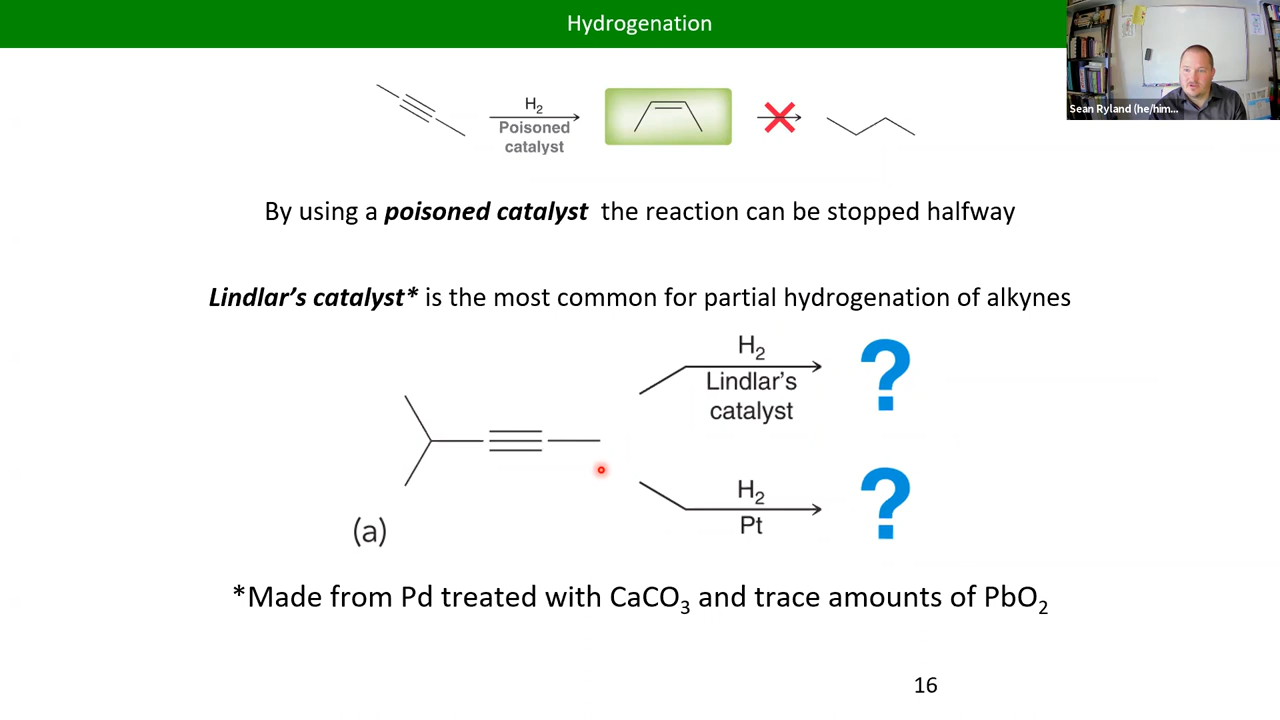 Hydrogenation
Sean Ryland (he/him...
H₂
Poisoned
catalyst
By using a poisoned catalyst the reaction can be stopped halfway
Lindlar’s catalyst* is the most common for partial hydrogenation of alkynes
H₂
Lindlar’s
catalyst
?
H₂
Pt
?
(a)
*Made from Pd treated with CaCO₃ and trace amounts of PbO₂
16